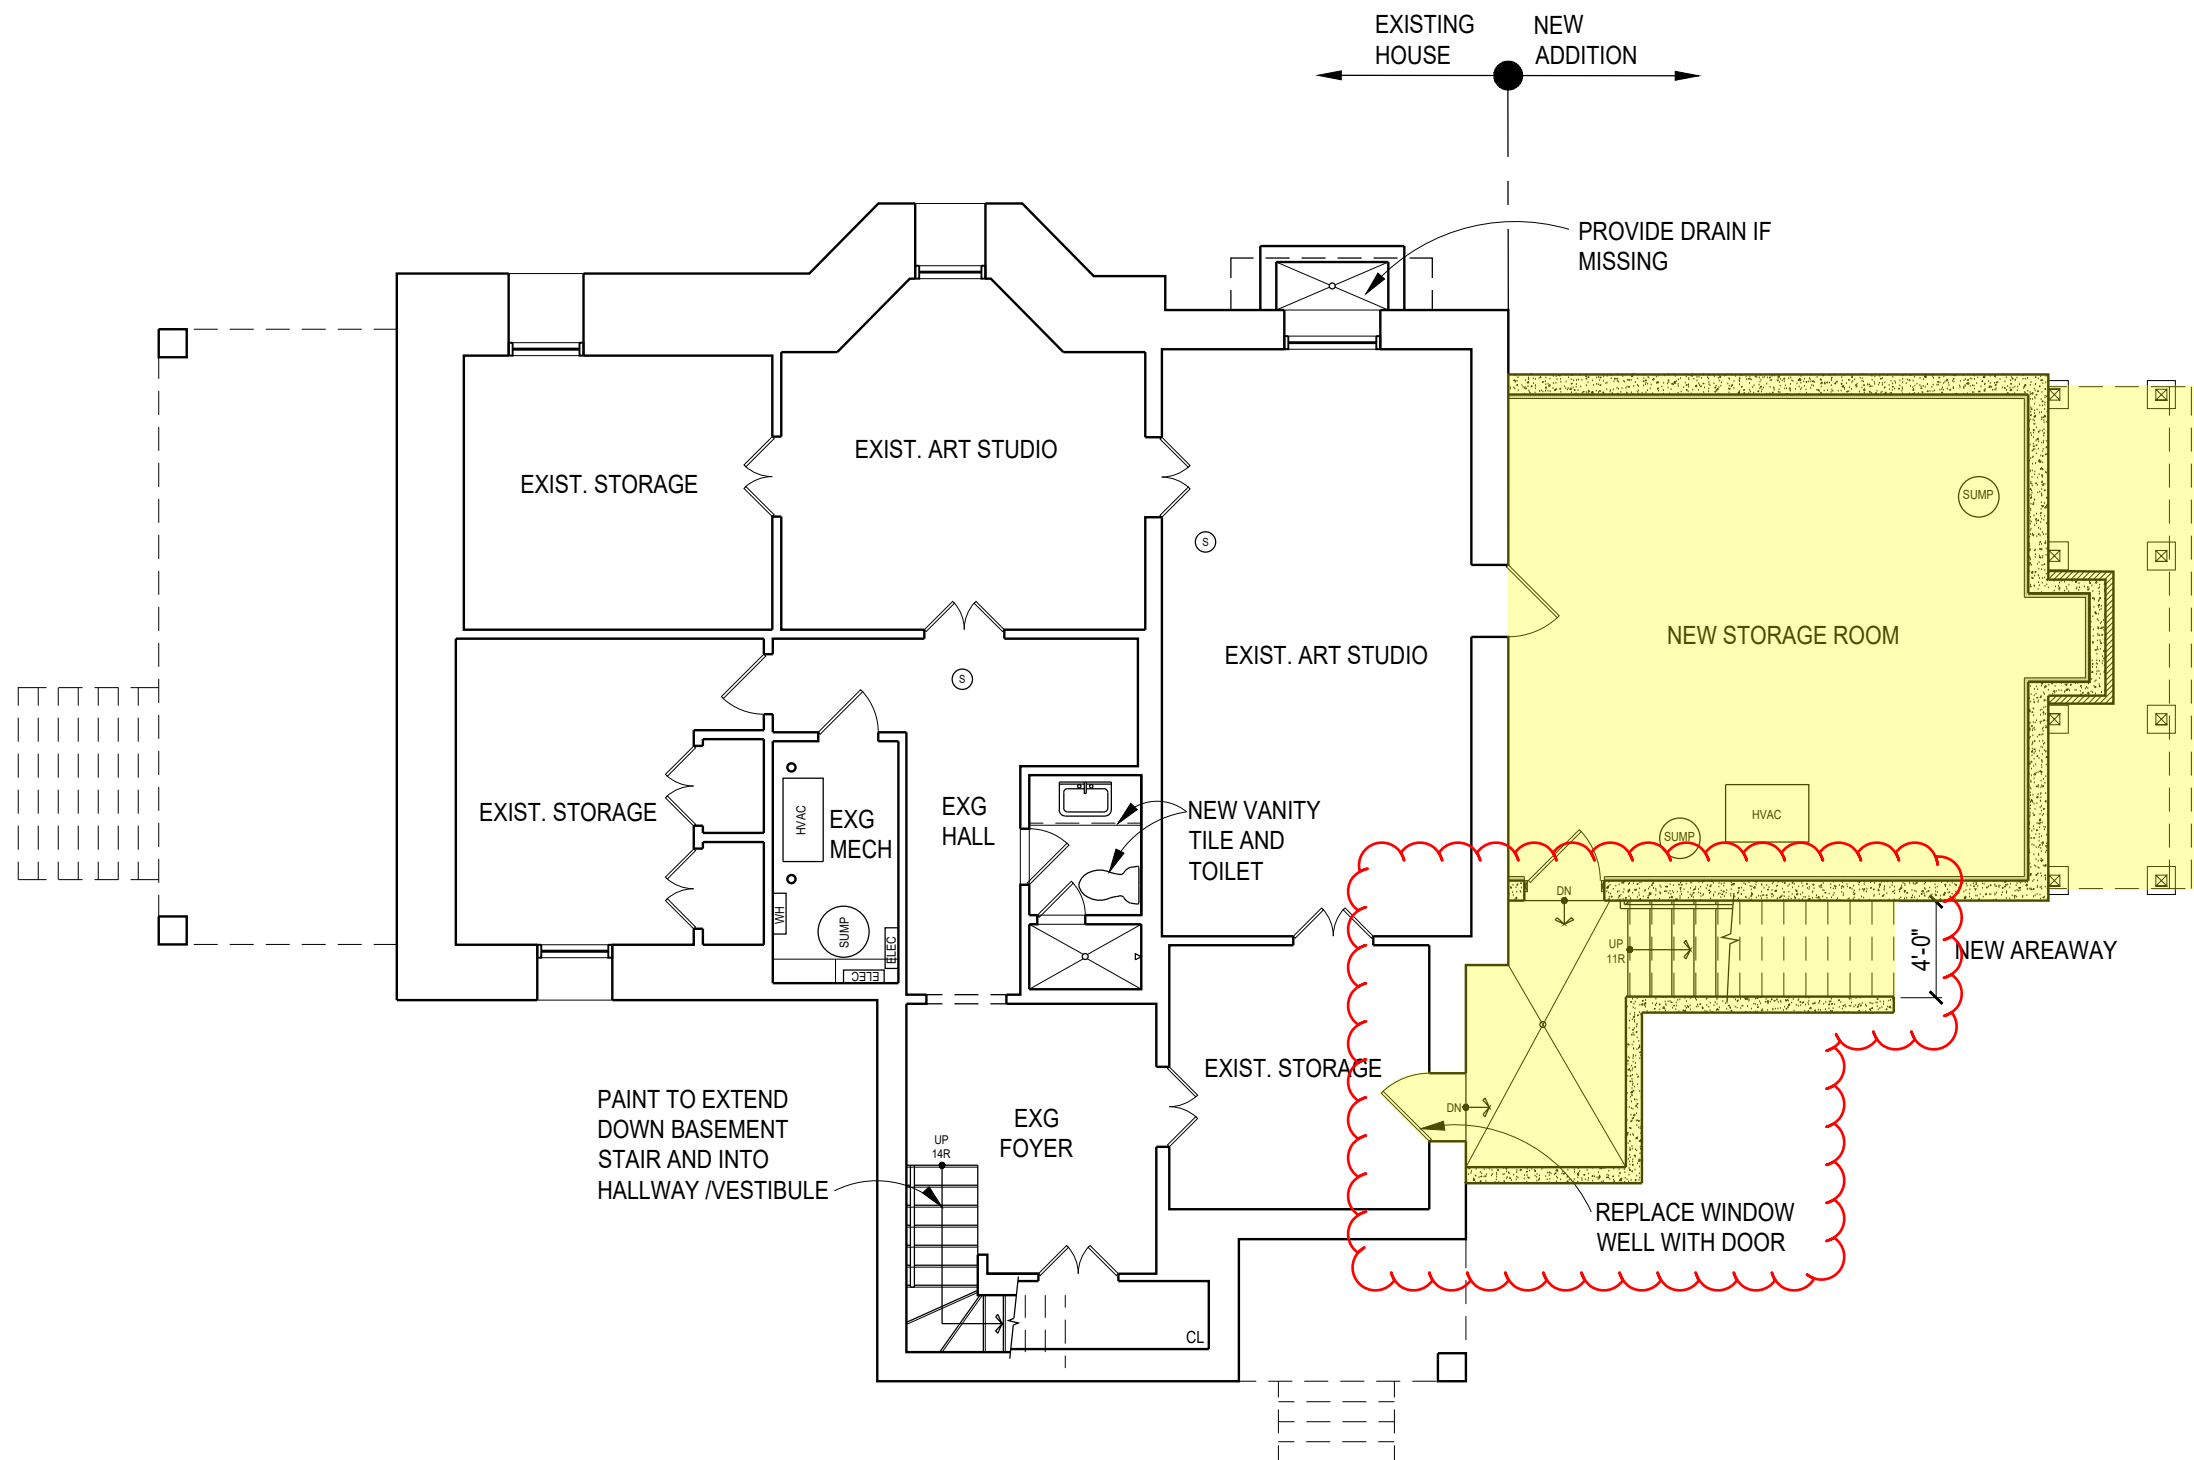 EXISTING
HOUSE
NEW
ADDITION
PROVIDE DRAIN IF
MISSING
EXIST. ART STUDIO
EXIST. STORAGE
SUMP
S
EXIST. ART STUDIO
NEW STORAGE ROOM
S
EXIST. STORAGE
HVAC
EXG
MECH
EXG
HALL
NEW VANITY
TILE AND
TOILET
HVAC
SUMP
WH
SUMP
ELEC
ELEC
DN
UP
11R
4'-0"
NEW AREAWAY
EXIST. STORAGE
DN
PAINT TO EXTEND
DOWN BASEMENT
STAIR AND INTO
HALLWAY /VESTIBULE
EXG
FOYER
UP
14R
REPLACE WINDOW
WELL WITH DOOR
CL